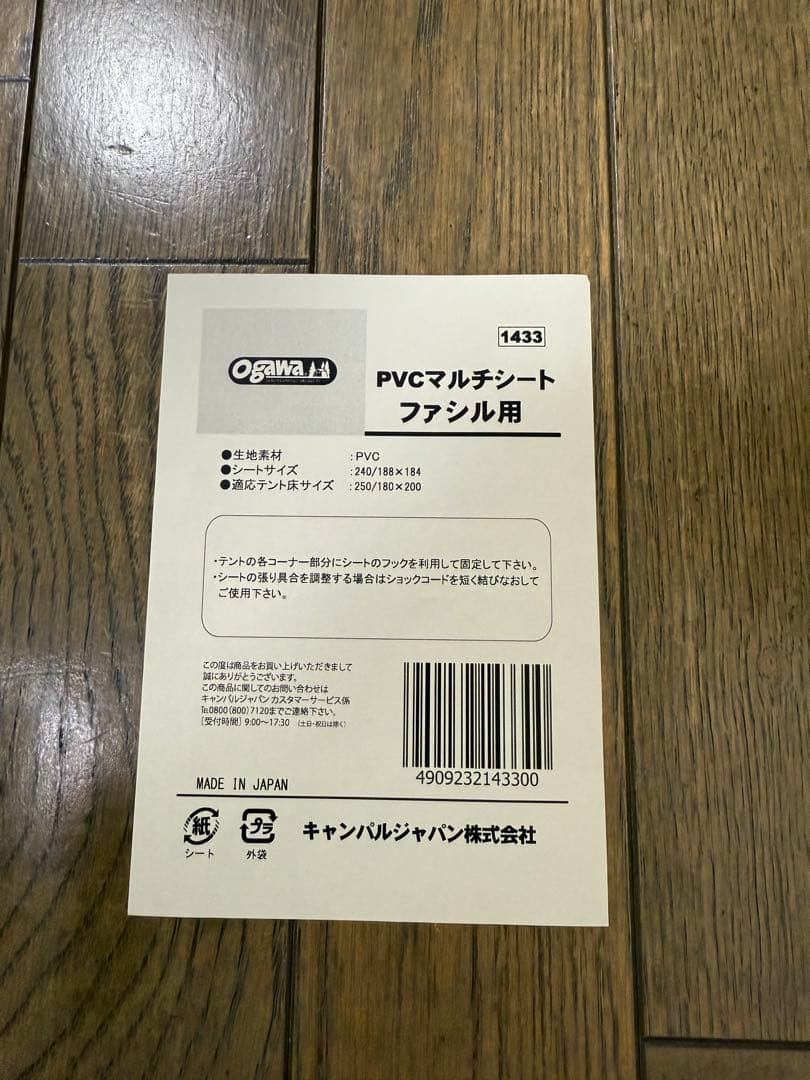 1433
ogawa
PVCマルチシート
ファシル用
●生地素材 :PVC
●シートサイズ :240/188×184
●適応テント床サイズ :250/180×200
・テントの各コーナー部分にシートのフックを利用して固定して下さい。
・シートの張り具合を調整する場合はショックコードを短く結びなおして
ご使用下さい。
この度は商品をお買い上げいただきまして
誠にありがとうございます。
この商品に関してのお問い合わせは
キャンパルジャパン カスタマーサービス係
TEL0800(800)7120までご連絡下さい。
[受付時間] 9:00〜17:30 (土日・祝日は除く)
4909232143300
MADE IN JAPAN
紙
シート
プラ
外袋
キャンパルジャパン株式会社